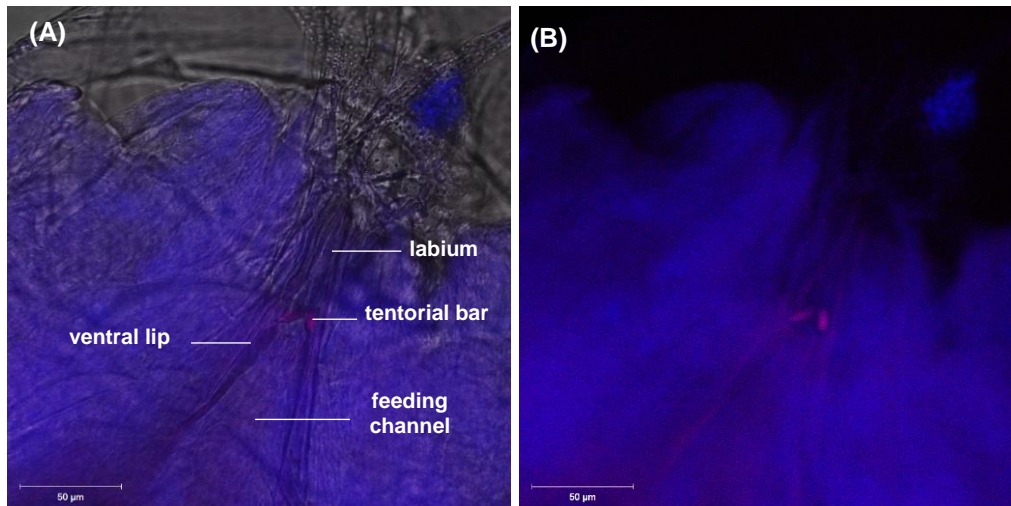 (A)
labium
tentorial bar
ventral lip
feeding
channel
50 µm
(B)
50 µm